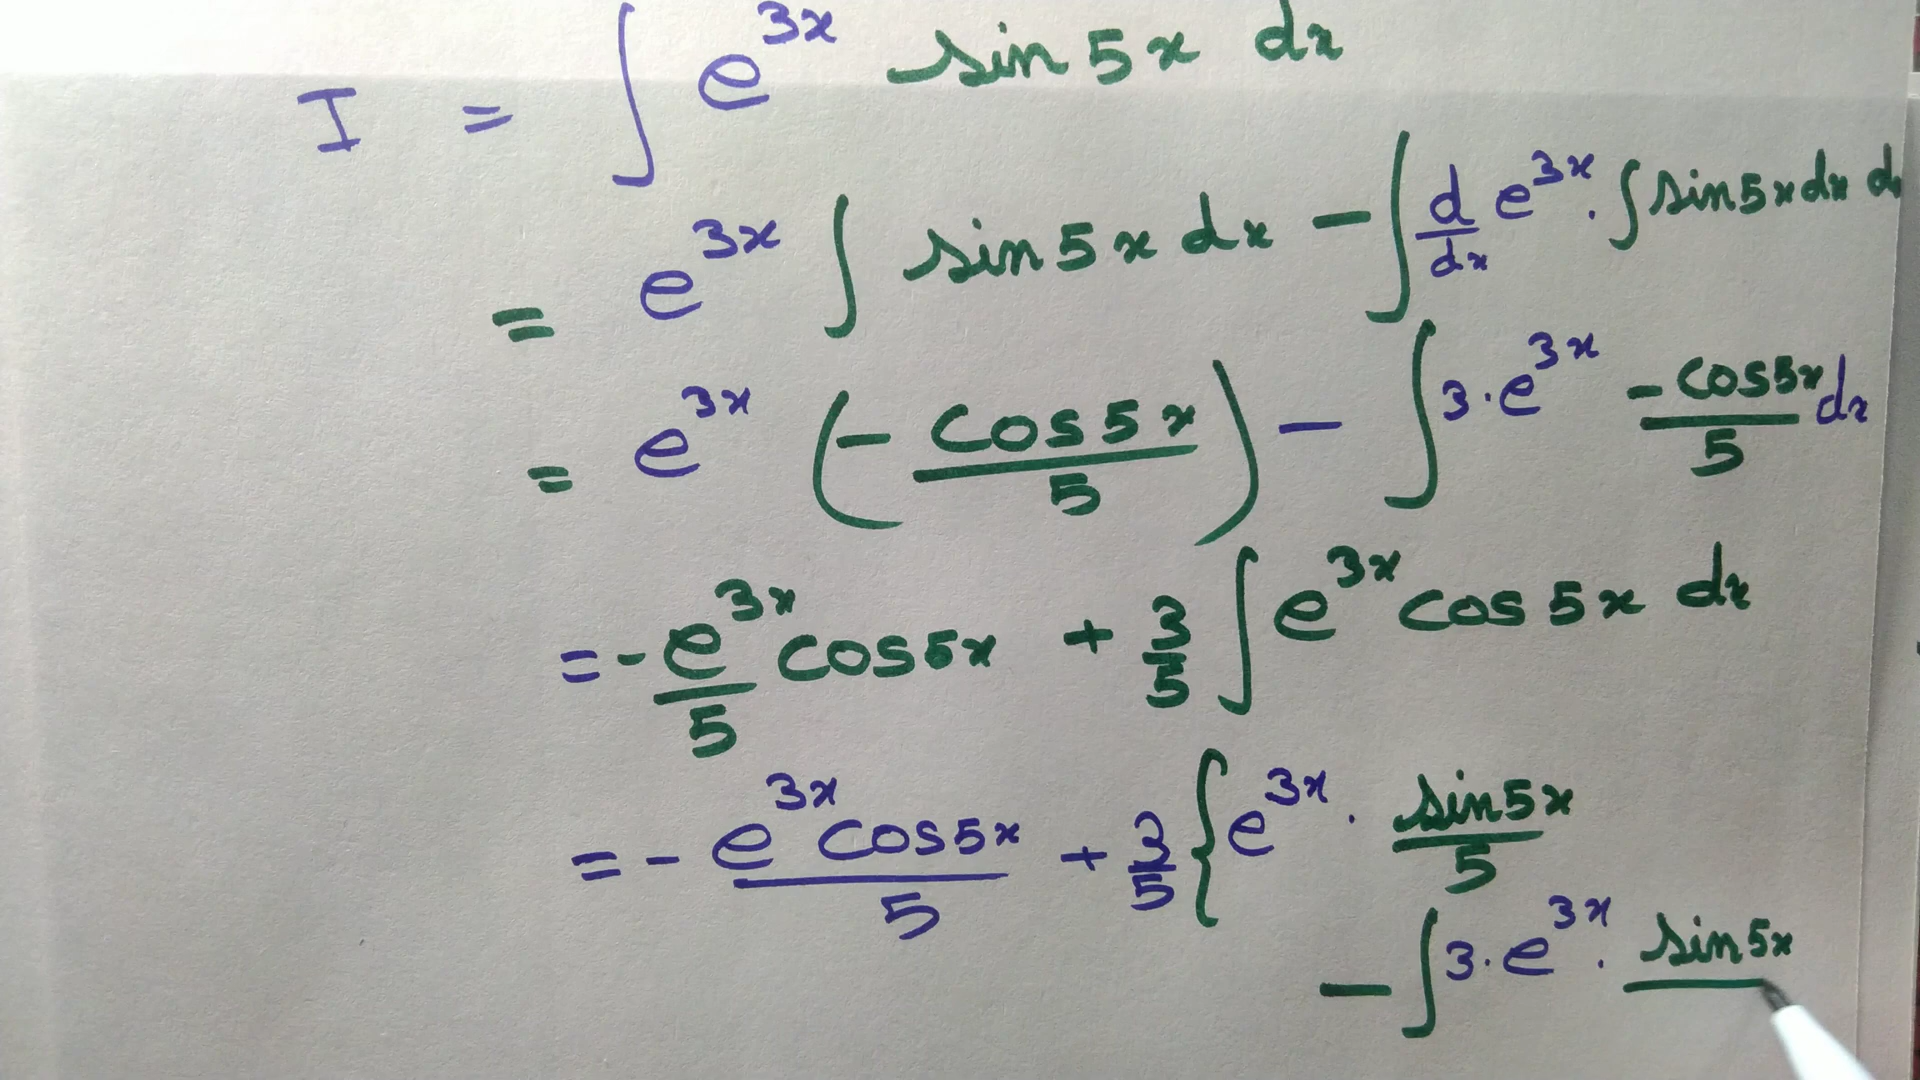 I = ∫ e^{3x} sin 5x dx
= e^{3x} ∫ sin 5x dx - ∫ d/dx e^{3x} . ∫ sin 5x dx dx
= e^{3x} (- cos 5x / 5) - ∫ 3 . e^{3x} - cos 5x / 5 dx
= - e^{3x} / 5 cos 5x + 3/5 ∫ e^{3x} cos 5x dx
= - e^{3x} cos 5x / 5 + 3/5 { e^{3x} . sin 5x / 5
- ∫ 3 . e^{3x} . sin 5x